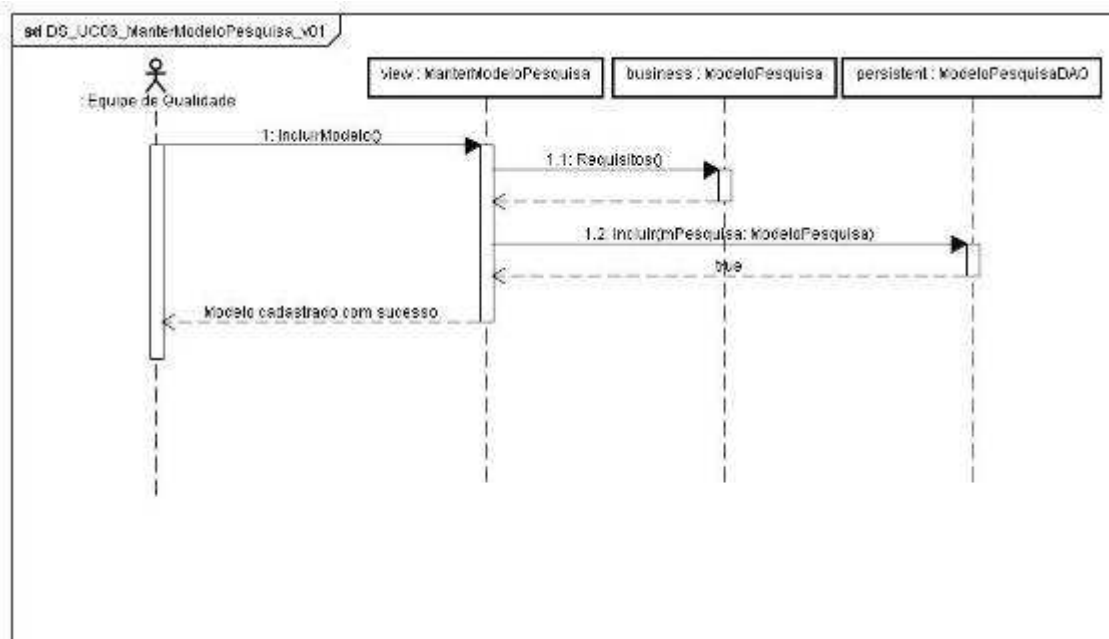 sd DS_UC06_ManterModeloPesquisa_v01
: Equipe de Qualidade
view : ManterModeloPesquisa
business : ModeloPesquisa
persistent : ModeloPesquisaDAO
1: IncluirModelo()
1.1: Requisitos()
1.2: Incluir(mPesquisa: ModeloPesquisa)
true
Modelo cadastrado com sucesso